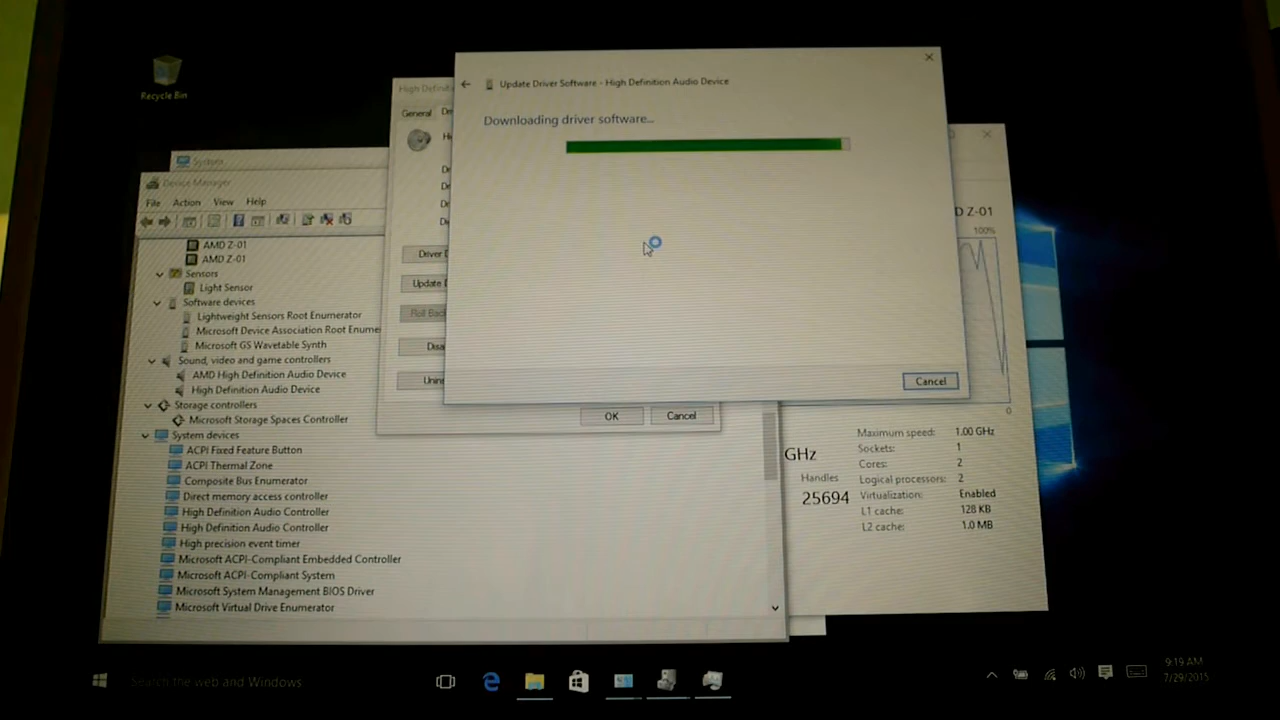 Recycle Bin
Update Driver Software - High Definition Audio Device
Downloading driver software...
Cancel
High Defini
General
OK
Cancel
System
Device Manager
File Action View Help
AMD Z-01
AMD Z-01
Sensors
Light Sensor
Software devices
Lightweight Sensors Root Enumerator
Microsoft Device Association Root Enume
Microsoft GS Wavetable Synth
Sound, video and game controllers
AMD High Definition Audio Device
High Definition Audio Device
Storage controllers
Microsoft Storage Spaces Controller
System devices
ACPI Fixed Feature Button
ACPI Thermal Zone
Composite Bus Enumerator
Direct memory access controller
High Definition Audio Controller
High Definition Audio Controller
High precision event timer
Microsoft ACPI-Compliant Embedded Controller
Microsoft ACPI-Compliant System
Microsoft System Management BIOS Driver
Microsoft Virtual Drive Enumerator
Driver D
Update D
Roll Bac
Disa
Unins
D Z-01
100%
0
GHz
Handles
25694
Maximum speed: 1.00 GHz
Sockets: 1
Cores: 2
Logical processors: 2
Virtualization: Enabled
L1 cache: 128 KB
L2 cache: 1.0 MB
Search the web and Windows
9:19 AM
7/29/2015